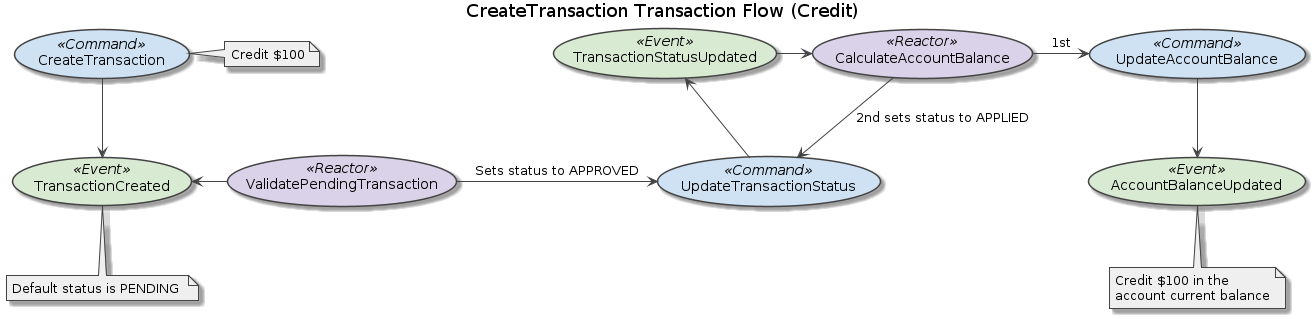 CreateTransaction Transaction Flow (Credit)
«Command»
CreateTransaction
Credit $100
«Event»
TransactionStatusUpdated
«Reactor»
CalculateAccountBalance
1st
«Command»
UpdateAccountBalance
2nd sets status to APPLIED
«Event»
TransactionCreated
«Reactor»
ValidatePendingTransaction
Sets status to APPROVED
«Command»
UpdateTransactionStatus
«Event»
AccountBalanceUpdated
Default status is PENDING
Credit $100 in the
account current balance